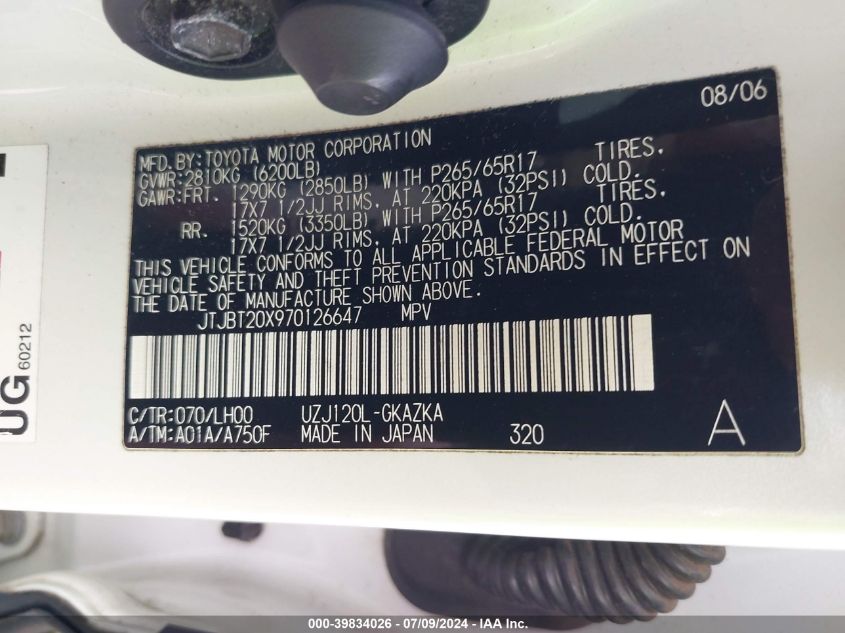 08/06
MFD.BY:TOYOTA MOTOR CORPORATION
GVWR:2810KG (6200LB)
GAWR:FRT. 1290KG (2850LB) WITH P265/65R17 TIRES.
17X7 1/2JJ RIMS. AT 220KPA (32PSI) COLD.
RR. 1520KG (3350LB) WITH P265/65R17 TIRES.
17X7 1/2JJ RIMS. AT 220KPA (32PSI) COLD.
THIS VEHICLE CONFORMS TO ALL APPLICABLE FEDERAL MOTOR
VEHICLE SAFETY AND THEFT PREVENTION STANDARDS IN EFFECT ON
THE DATE OF MANUFACTURE SHOWN ABOVE.
JTJBT20X970126647 MPV
C/TR:070/LH00 UZJ120L-GKAZKA
A/TM:A01A/A750F MADE IN JAPAN 320 A
UG
60212
000-39834026 - 07/09/2024 - IAA Inc.